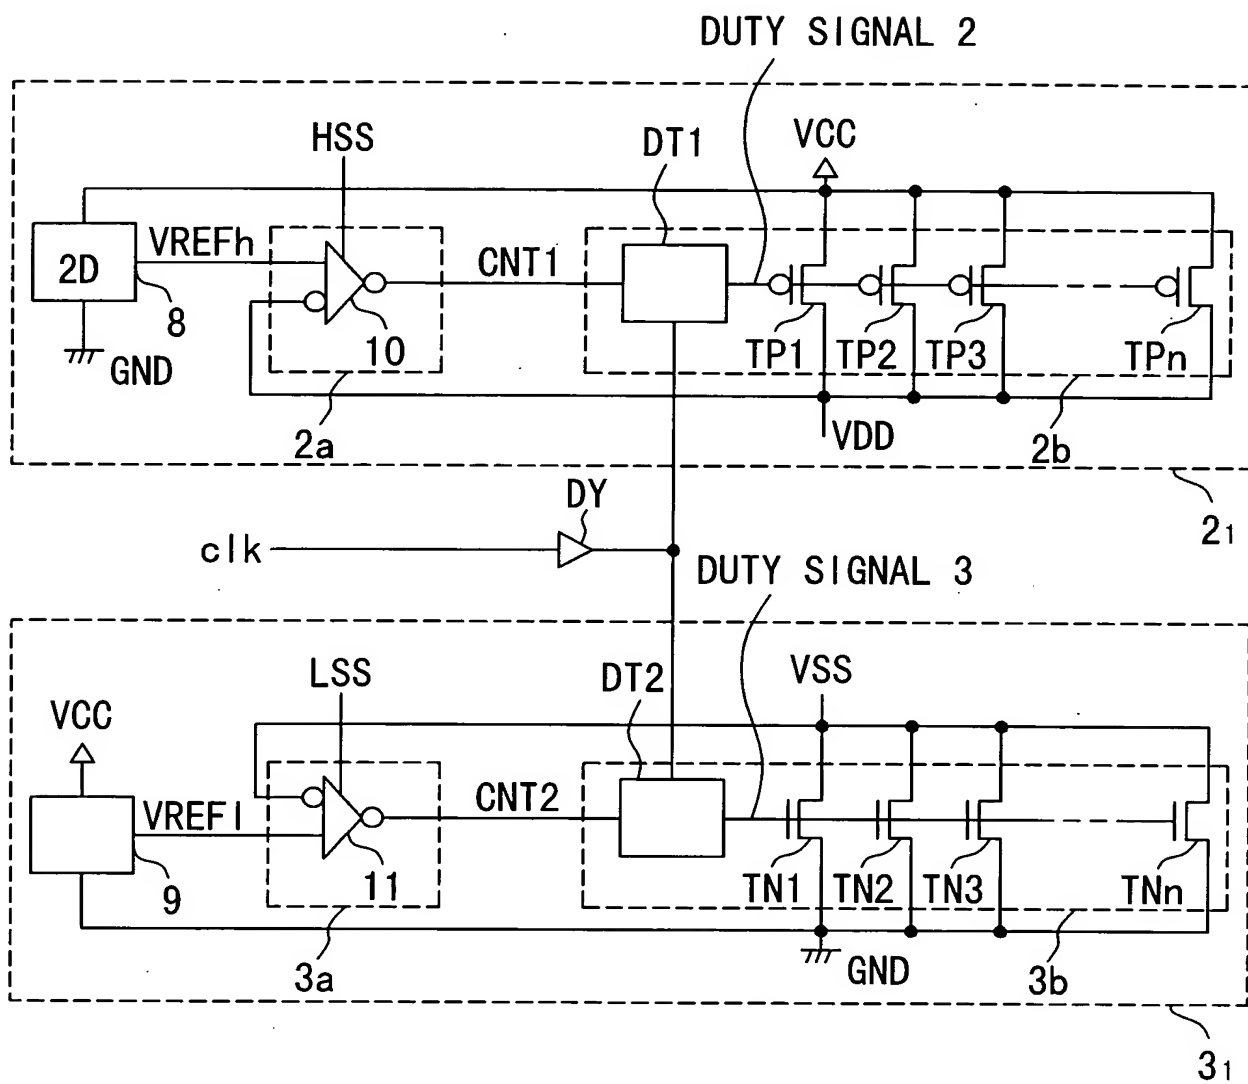 DUTY SIGNAL 2
HSS
DT1
VCC
2D
VREFh
CNT1
8
GND
10
TP1
TP2
TP3
TPn
2a
VDD
2b
21
DY
clk
DUTY SIGNAL 3
LSS
DT2
VSS
VCC
VREFl
CNT2
9
11
TN1
TN2
TN3
TNn
3a
GND
3b
31